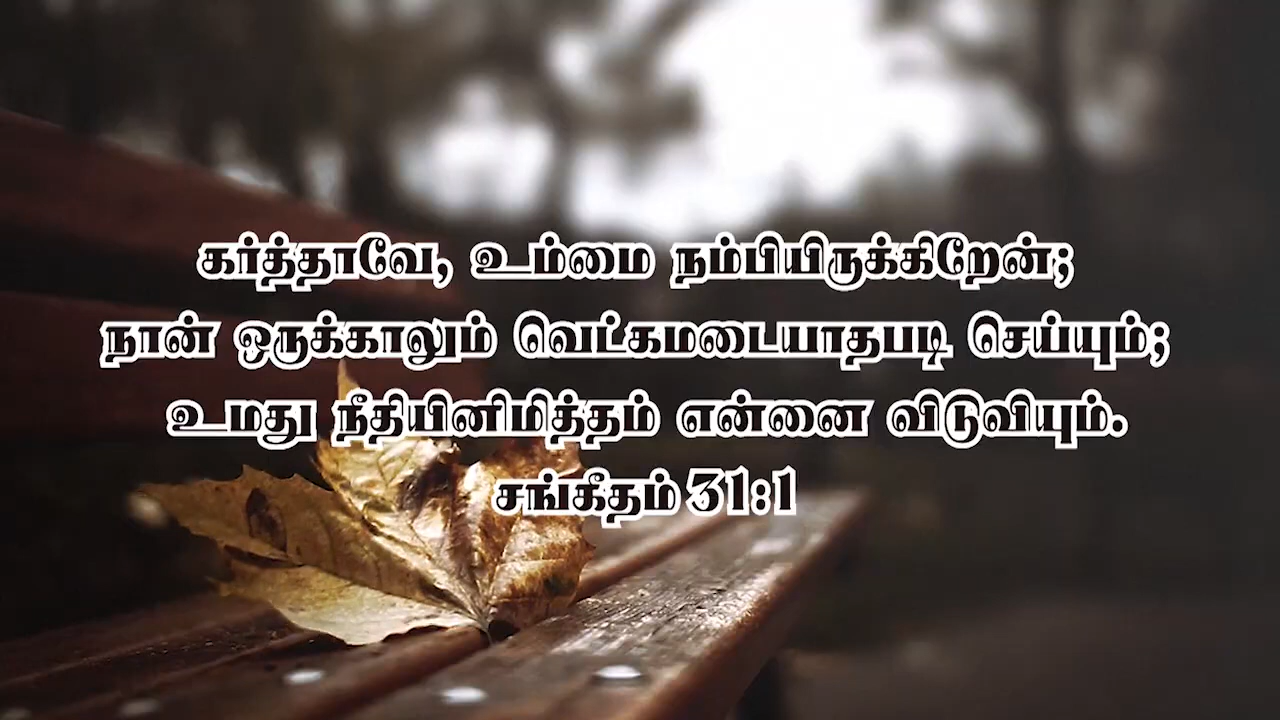 கர்த்தாவே, உம்மை நம்பியிருக்கிறேன்;
நான் ஒருக்காலும் வெட்கமடையாதபடி செய்யும்;
உமது நீதியினிமித்தம் என்னை விடுவியும்.
சங்கீதம் 31:1